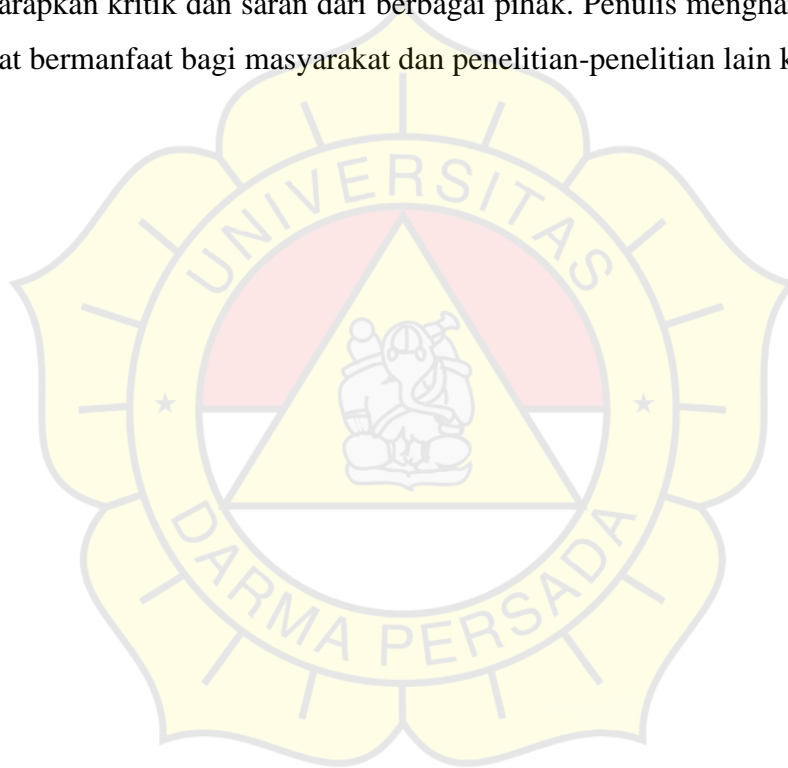 arapkan kritik dan saran dari berbagai pihak. Penulis mengha
at bermanfaat bagi masyarakat dan penelitian-penelitian lain k
UNIVERSITAS
DARMA PERSADA